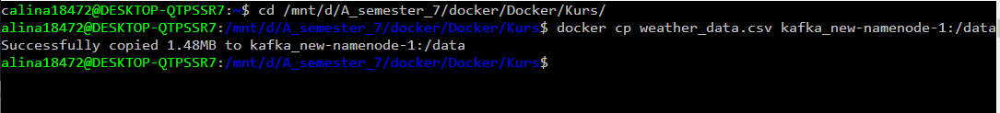 calina18472@DESKTOP-QTPSSR7:~$ cd /mnt/d/A_semester_7/docker/Docker/Kurs/
alina18472@DESKTOP-QTPSSR7:/mnt/d/A_semester_7/docker/Docker/Kurs$ docker cp weather_data.csv kafka_new-namenode-1:/data
Successfully copied 1.48MB to kafka_new-namenode-1:/data
alina18472@DESKTOP-QTPSSR7:/mnt/d/A_semester_7/docker/Docker/Kurs$